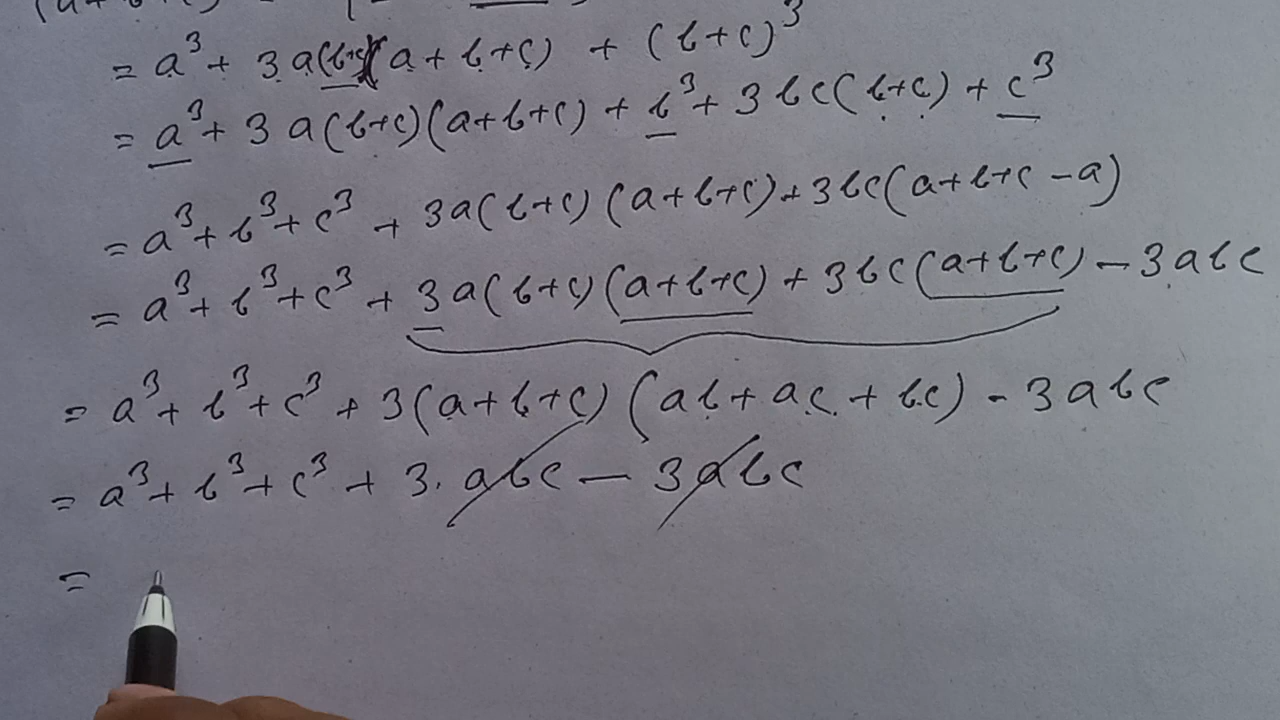 = a³ + 3a(b+c)(a+b+c) + (b+c)³
= a³ + 3a(b+c)(a+b+c) + b³ + 3bc(b+c) + c³
= a³ + b³ + c³ + 3a(b+c)(a+b+c) + 3bc(a+b+c-a)
= a³ + b³ + c³ + 3a(b+c)(a+b+c) + 3bc(a+b+c) - 3abc
= a³ + b³ + c³ + 3(a+b+c)(ab+ac+bc) - 3abc
= a³ + b³ + c³ + 3.abc - 3abc
=